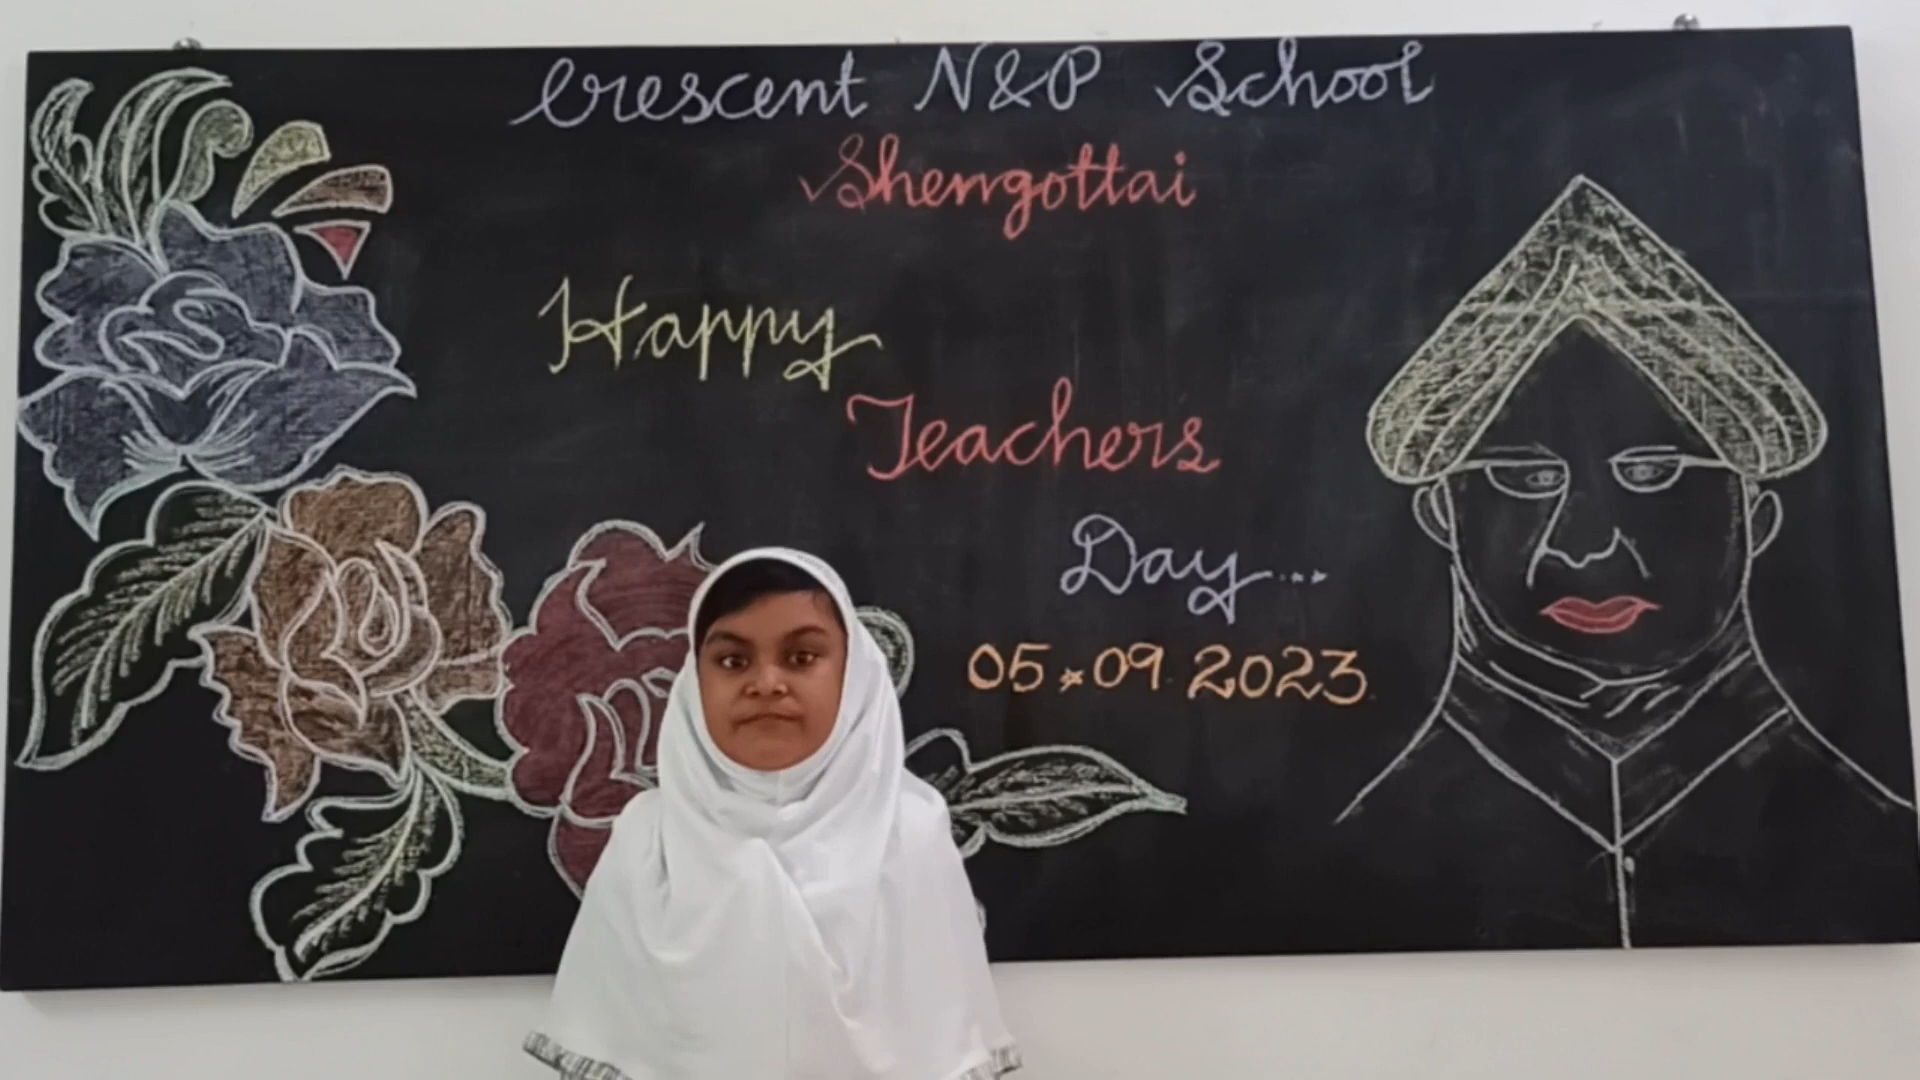 Crescent N&P School
Shengottai
Happy
Teachers
Day...
05.09.2023